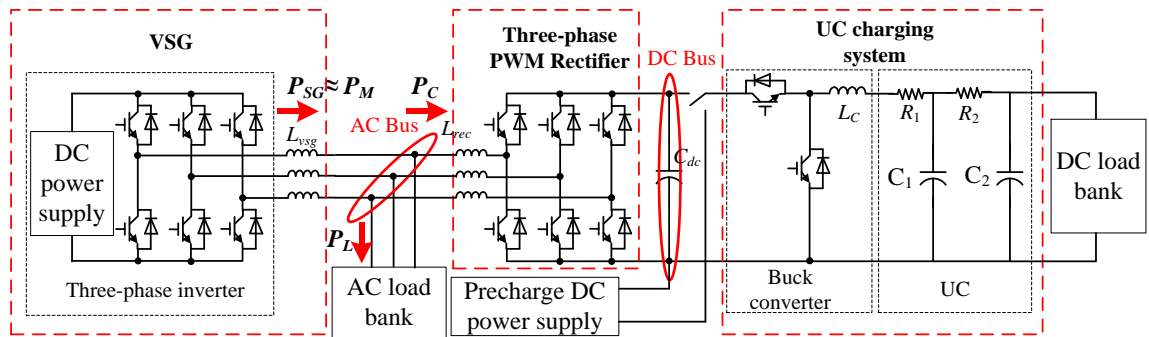 VSG
P_SG ≈ P_M
P_C
Three-phase
PWM Rectifier
DC Bus
UC charging
system
AC Bus
L_vsg
L_rec
DC
power
supply
C_dc
L_C
R_1
R_2
C_1
C_2
DC load
bank
P_L
Three-phase inverter
AC load
bank
Precharge DC
power supply
Buck
converter
UC